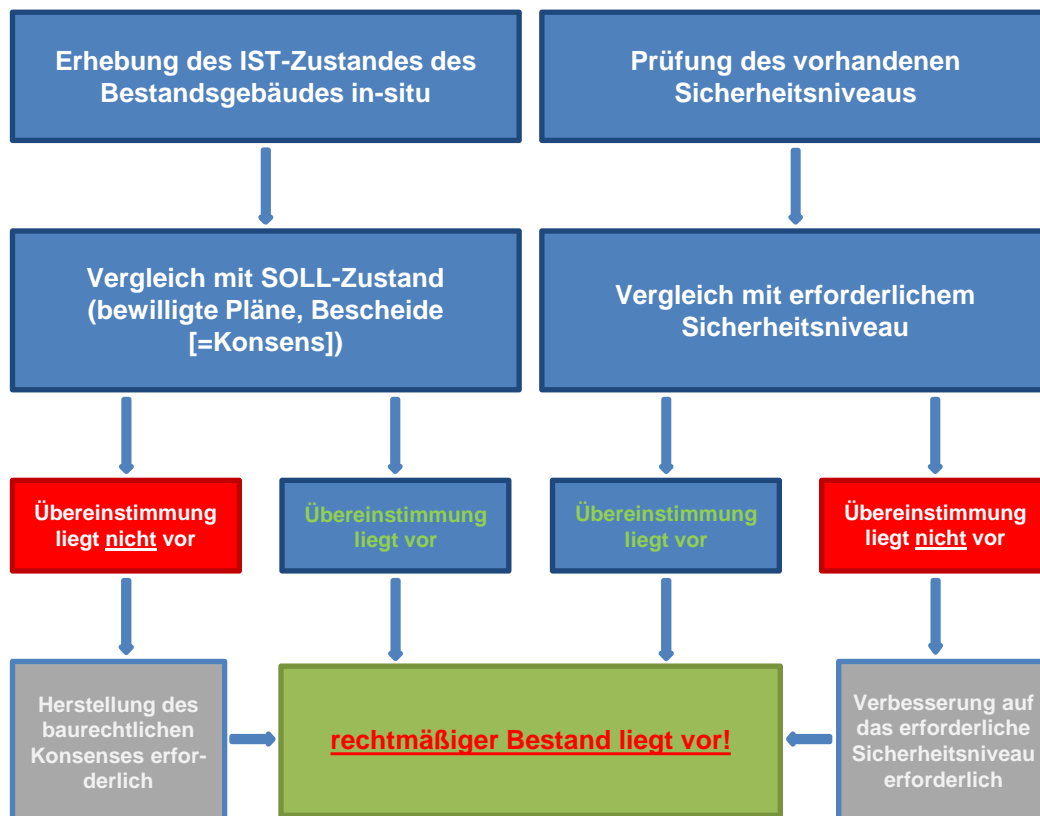 Erhebung des IST-Zustandes des
Bestandsgebäudes in-situ
Prüfung des vorhandenen
Sicherheitsniveaus
Vergleich mit SOLL-Zustand
(bewilligte Pläne, Bescheide
[=Konsens])
Vergleich mit erforderlichem
Sicherheitsniveau
Übereinstimmung
liegt nicht vor
Übereinstimmung
liegt vor
Übereinstimmung
liegt vor
Übereinstimmung
liegt nicht vor
Herstellung des
baurechtlichen
Konsenses erfor-
derlich
rechtmäßiger Bestand liegt vor!
Verbesserung auf
das erforderliche
Sicherheitsniveau
erforderlich